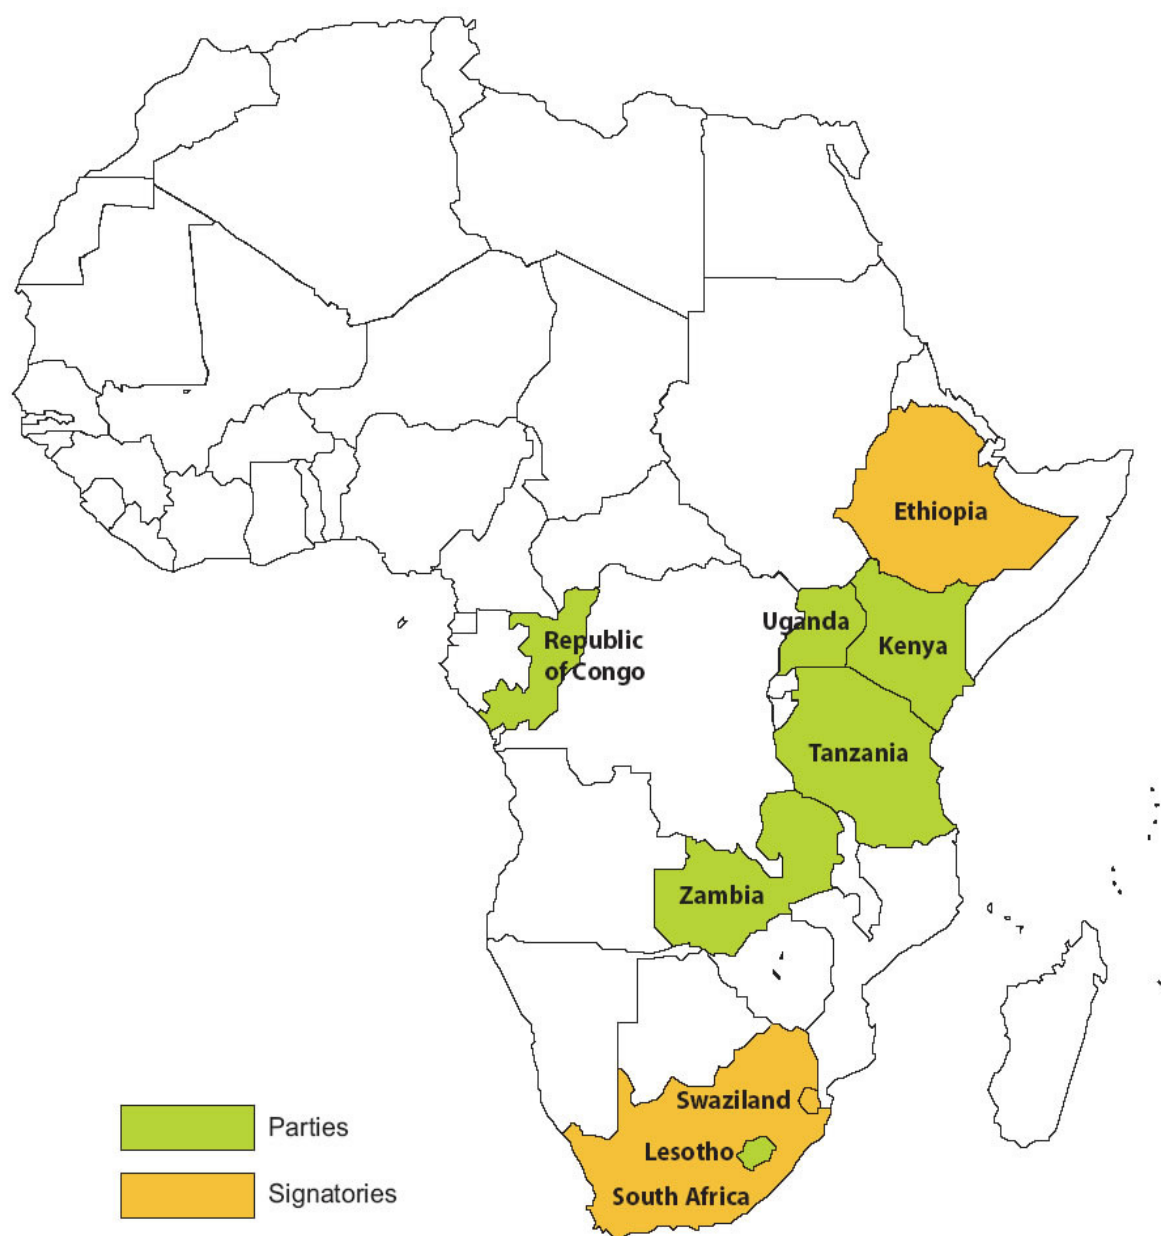 Ethiopia
Uganda
Republic
of Congo
Kenya
Tanzania
Zambia
Swaziland
Lesotho
South Africa
Parties
Signatories